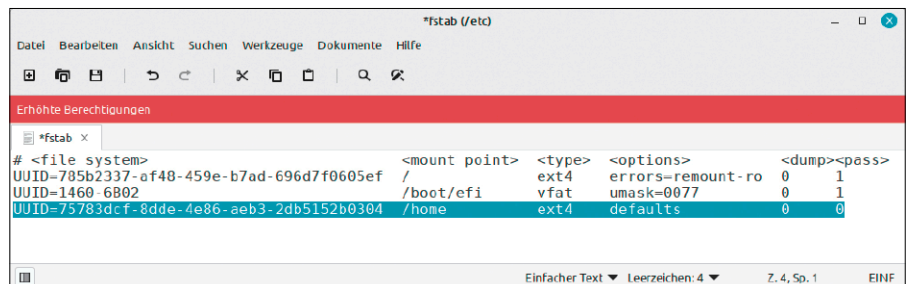 *fstab (/etc)
Datei Bearbeiten Ansicht Suchen Werkzeuge Dokumente Hilfe
Erhöhte Berechtigungen
*fstab ×
# <file system> <mount point> <type> <options> <dump><pass>
UUID=785b2337-af48-459e-b7ad-696d7f0605ef / ext4 errors=remount-ro 0 1
UUID=1460-6B02 /boot/efi vfat umask=0077 0 1
UUID=75783dcf-8dde-4e86-aeb3-2db5152b0304 /home ext4 defaults 0 0
Einfacher Text ▼ Leerzeichen: 4 ▼ Z. 4, Sp. 1 EINF